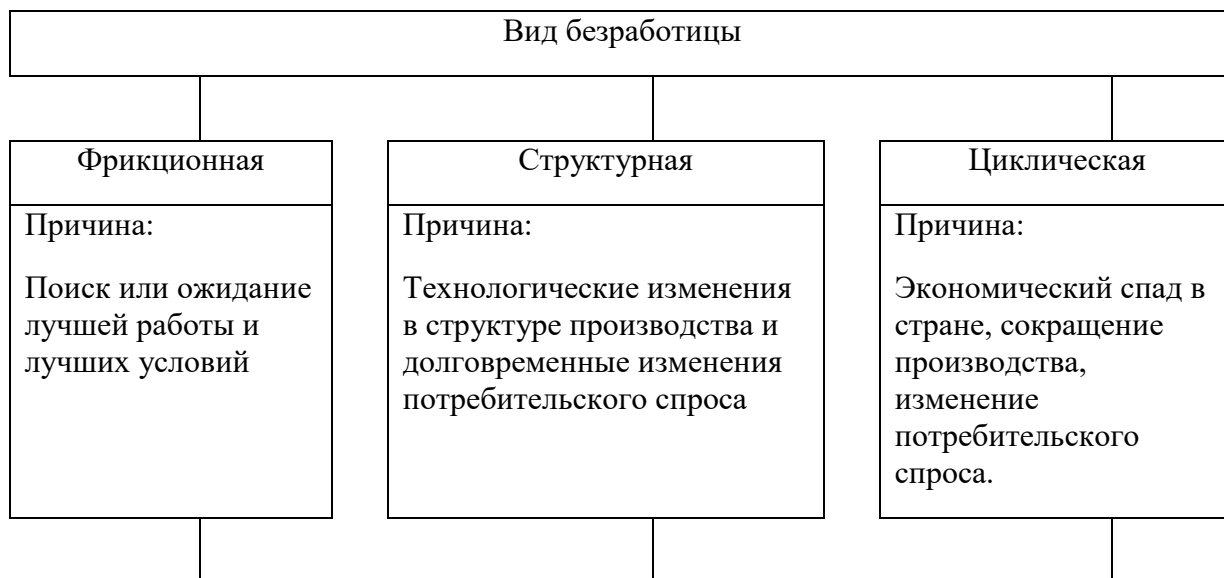 Вид безработицы
Фрикционная
Причина:
Поиск или ожидание
лучшей работы и
лучших условий
Структурная
Причина:
Технологические изменения
в структуре производства и
долговременные изменения
потребительского спроса
Циклическая
Причина:
Экономический спад в
стране, сокращение
производства,
изменение
потребительского
спроса.